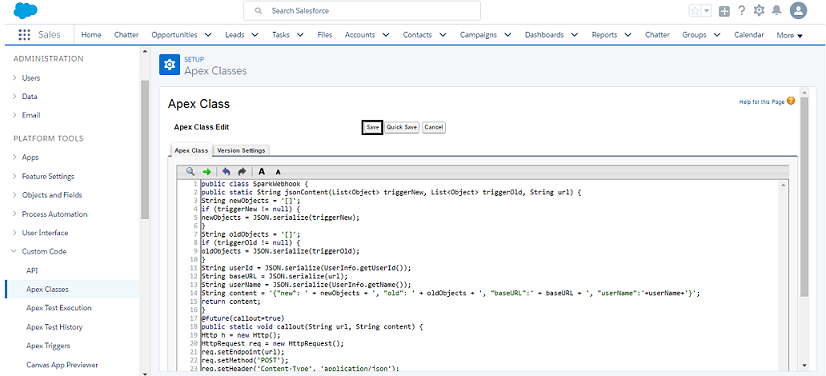 Search Salesforce
Sales Home Chatter Opportunities Leads Tasks Files Accounts Contacts Campaigns Dashboards Reports Chatter Groups Calendar More
ADMINISTRATION
Users
Data
Email
PLATFORM TOOLS
Apps
Feature Settings
Objects and Fields
Process Automation
User Interface
Custom Code
API
Apex Classes
Apex Test Execution
Apex Test History
Apex Triggers
Canvas App Previewer
SETUP
Apex Classes
Apex Class
Help for this Page
Apex Class Edit Save Quick Save Cancel
Apex Class Version Settings
A A
1 public class SparkWebhook {
2 public static String jsonContent(List<Object> triggerNew, List<Object> triggerOld, String url) {
3 String newObjects = '[]';
4 if (triggerNew != null) {
5 newObjects = JSON.serialize(triggerNew);
6 }
7 String oldObjects = '[]';
8 if (triggerOld != null) {
9 oldObjects = JSON.serialize(triggerOld);
10 }
11 String userId = JSON.serialize(UserInfo.getUserId());
12 String baseURL = JSON.serialize(url);
13 String userName = JSON.serialize(UserInfo.getName());
14 String content = '{"new": ' + newObjects + ', "old": ' + oldObjects + ', "baseURL":' + baseURL + ', "userName":'+userName+'}';
15 return content;
16 }
17 @future(callout=true)
18 public static void callout(String url, String content) {
19 Http h = new Http();
20 HttpRequest req = new HttpRequest();
21 req.setEndpoint(url);
22 req.setMethod('POST');
23 req.setHeader('Content-Type', 'application/json');